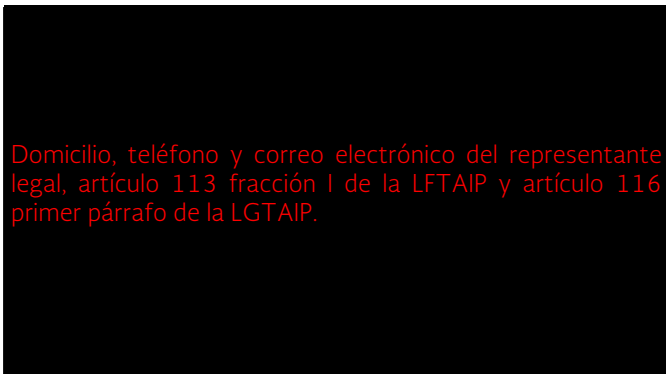 Domicilio, teléfono y correo electrónico del representante
legal, artículo 113 fracción I de la LFTAIP y artículo 116
primer párrafo de la LGTAIP.